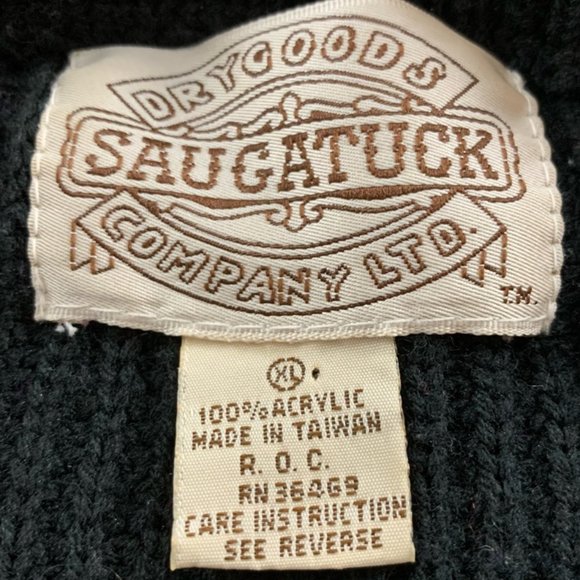 DRYGOODS
SAUGATUCK
COMPANY LTD.
T.M.
XL
100% ACRYLIC
MADE IN TAIWAN
R. O. C.
RN36469
CARE INSTRUCTION
SEE REVERSE